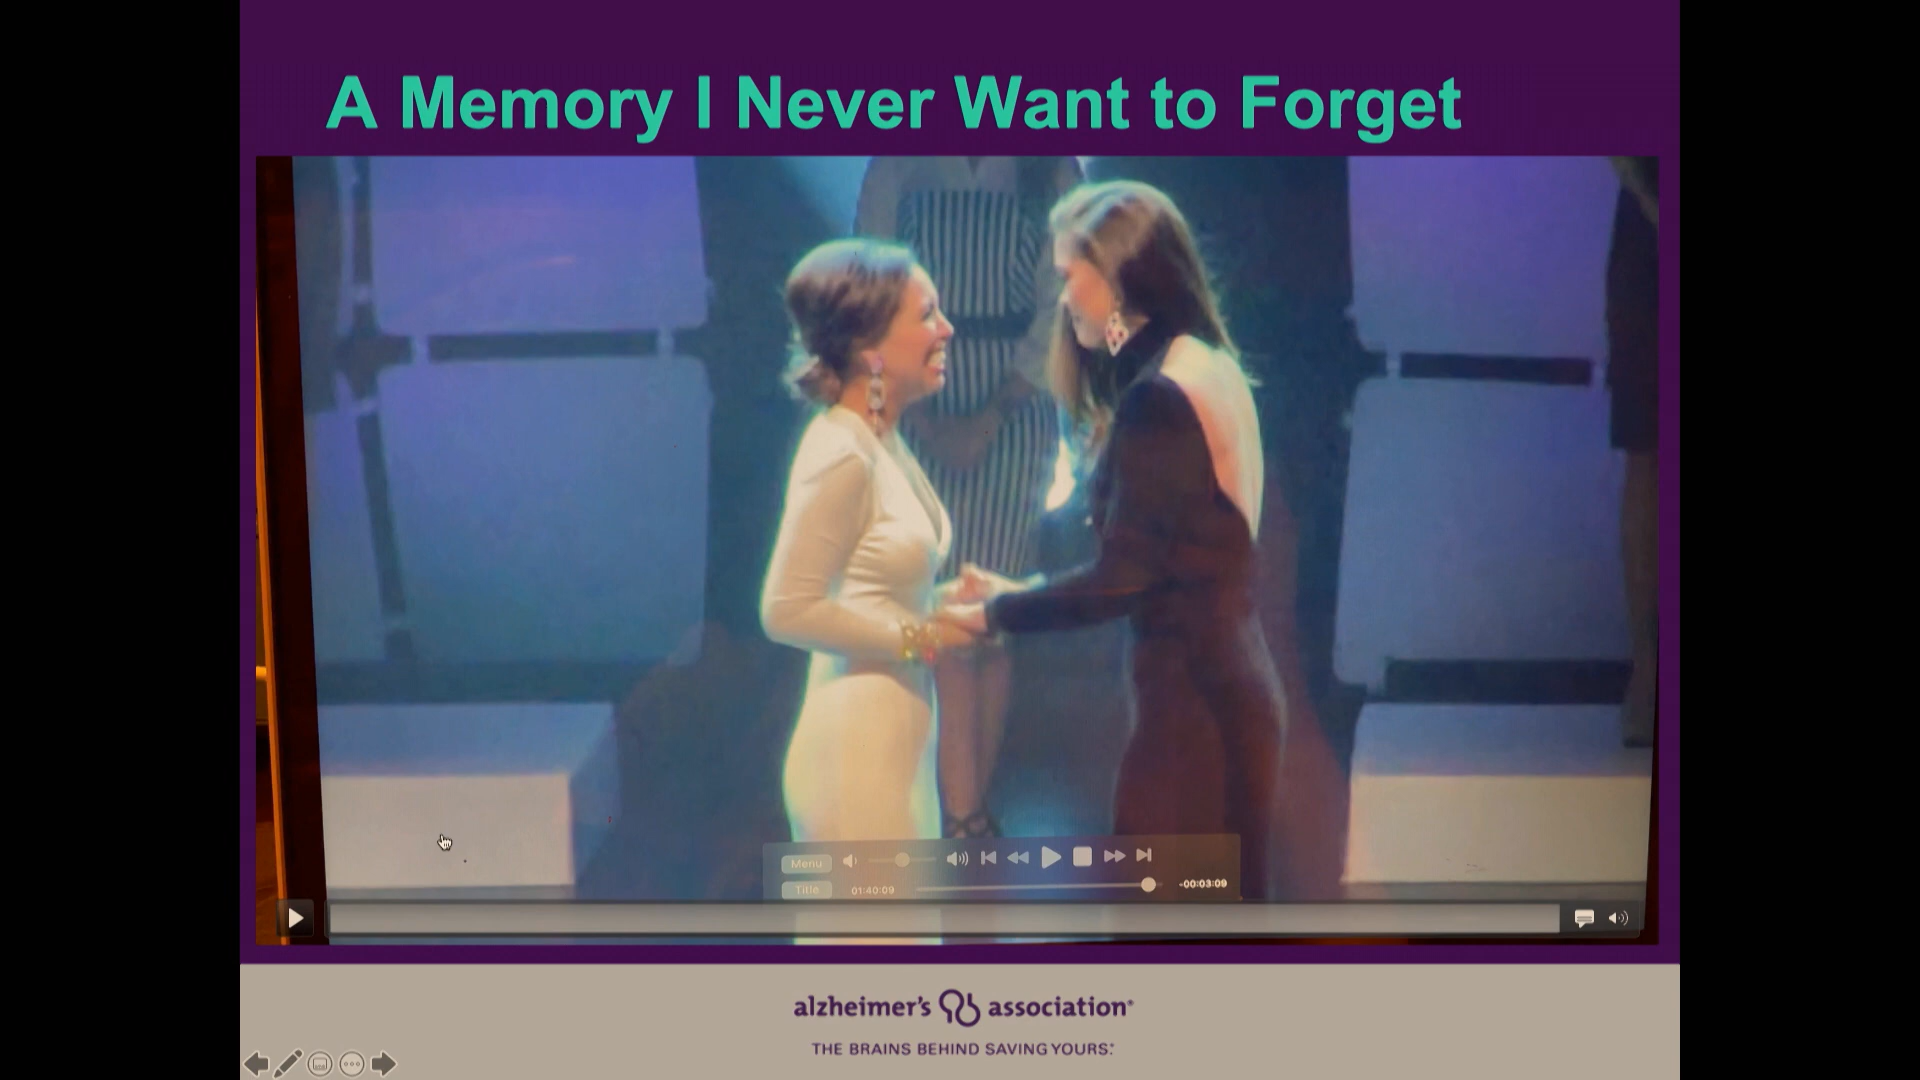 A Memory I Never Want to Forget
Menu
Title
01:40:09
-00:03:09
alzheimer's association®
THE BRAINS BEHIND SAVING YOURS:™